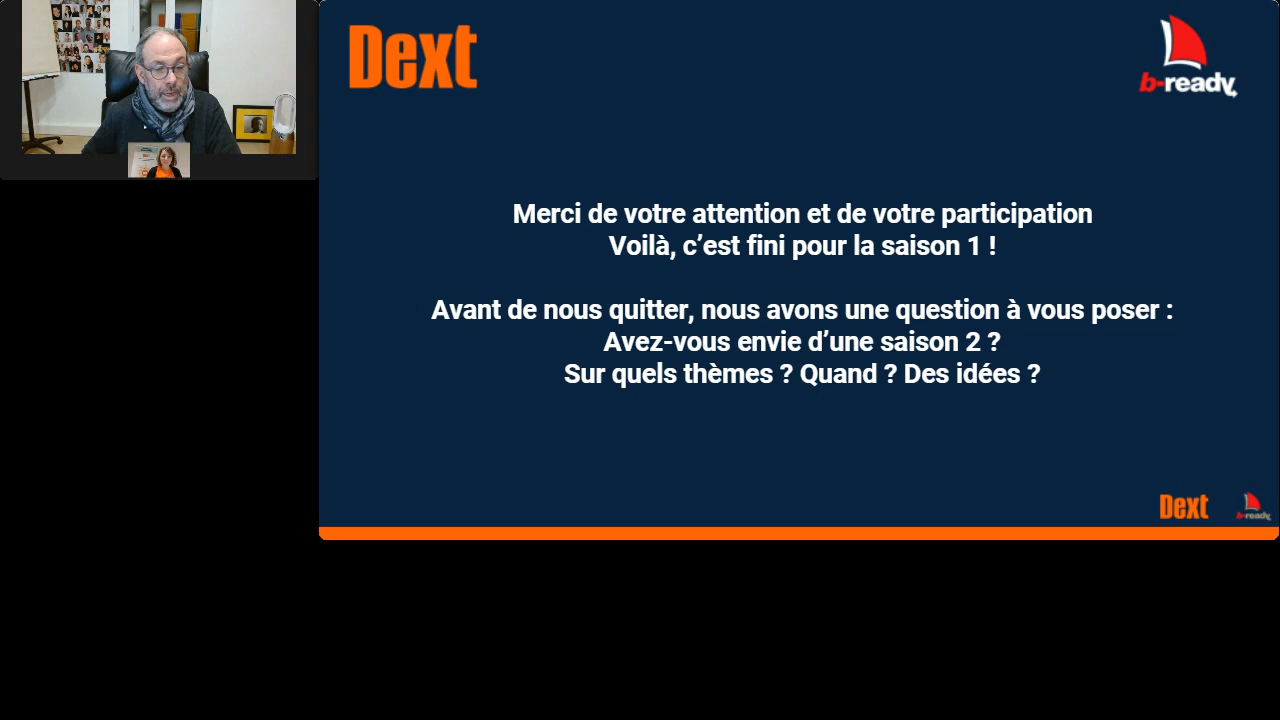 Dext
b-ready
Merci de votre attention et de votre participation
Voilà, c’est fini pour la saison 1 !
Avant de nous quitter, nous avons une question à vous poser :
Avez-vous envie d’une saison 2 ?
Sur quels thèmes ? Quand ? Des idées ?
Dext
b-ready